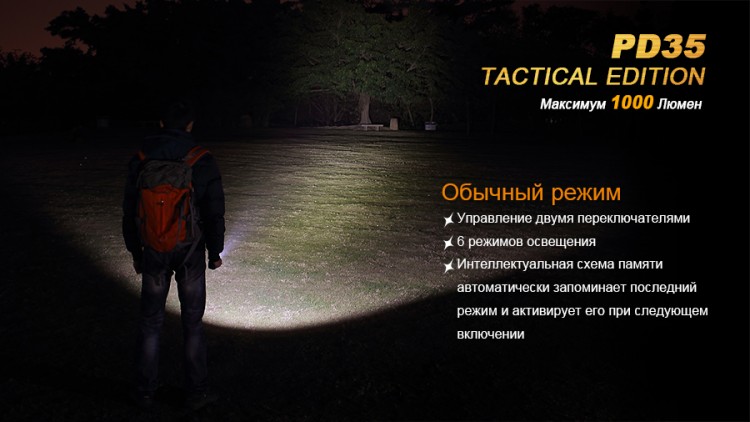 PD35
TACTICAL EDITION
Максимум 1000 Люмен
Обычный режим
Управление двумя переключателями
6 режимов освещения
Интеллектуальная схема памяти
автоматически запоминает последний
режим и активирует его при следующем
включении